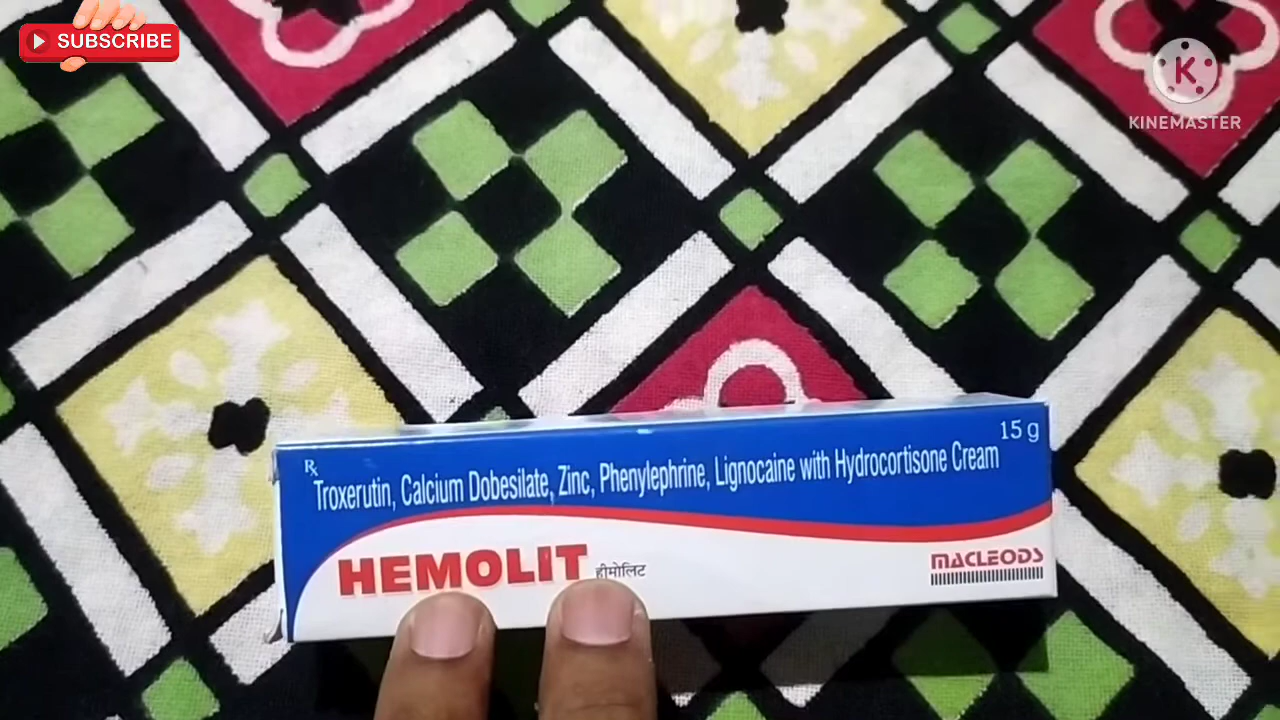 SUBSCRIBE
K
KINEMASTER
15 g
Rx
Troxerutin, Calcium Dobesilate, Zinc, Phenylephrine, Lignocaine with Hydrocortisone Cream
HEMOLIT हीमोलिट
MACLEODS